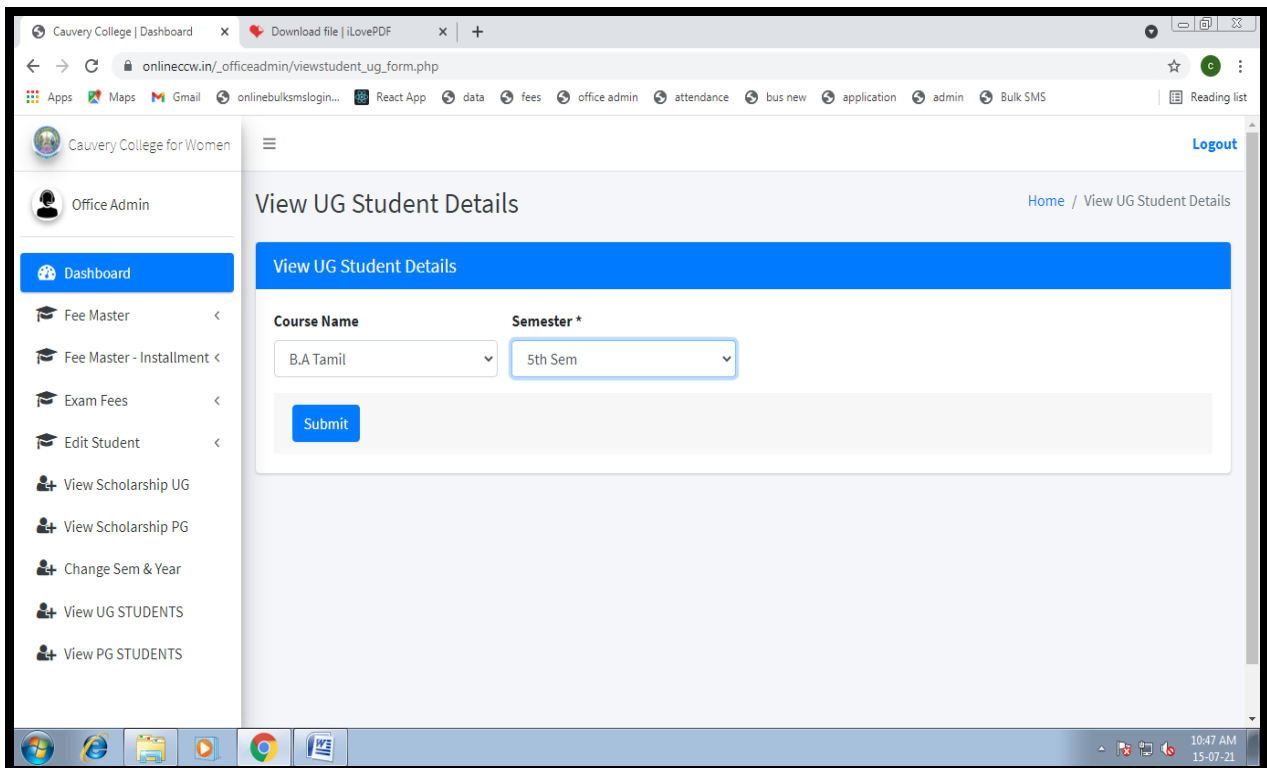 Cauvery College | Dashboard
Download file | iLovePDF
onlineccw.in/_officeadmin/viewstudent_ug_form.php
C
Apps Maps Gmail onlinebulksmslogin... React App data fees office admin attendance bus new application admin Bulk SMS Reading list
Cauvery College for Women
Logout
Office Admin
View UG Student Details
Home / View UG Student Details
Dashboard
Fee Master
Fee Master - Installment
Exam Fees
Edit Student
View Scholarship UG
View Scholarship PG
Change Sem & Year
View UG STUDENTS
View PG STUDENTS
View UG Student Details
Course Name Semester *
B.A Tamil 5th Sem
Submit
10:47 AM
15-07-21